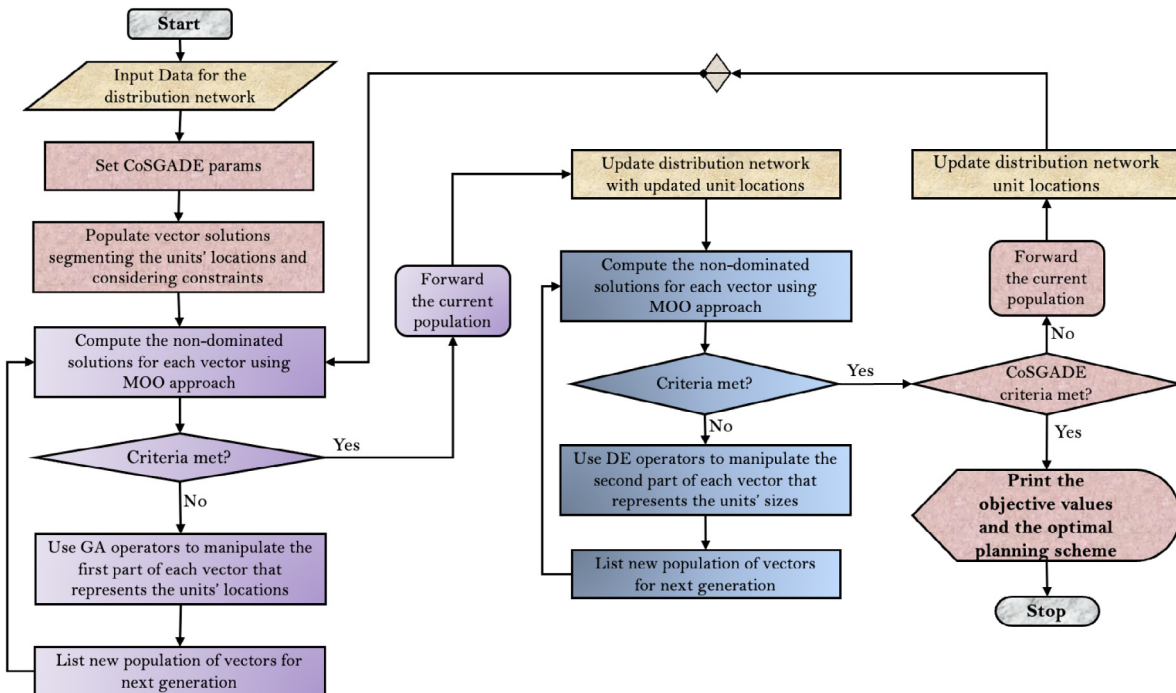 Start
Input Data for the
distribution network
Set CoSGADE params
Populate vector solutions
segmenting the units' locations and
considering constraints
Compute the non-dominated
solutions for each vector using
MOO approach
Criteria met?
Yes
No
Use GA operators to manipulate the
first part of each vector that
represents the units' locations
List new population of vectors for
next generation
Forward
the current
population
Update distribution network
with updated unit locations
Compute the non-dominated
solutions for each vector using
MOO approach
Criteria met?
Yes
No
Use DE operators to manipulate the
second part of each vector that
represents the units' sizes
List new population of vectors
for next generation
Update distribution network
unit locations
Forward
the current
population
No
CoSGADE
criteria met?
Yes
Print the
objective values
and the optimal
planning scheme
Stop